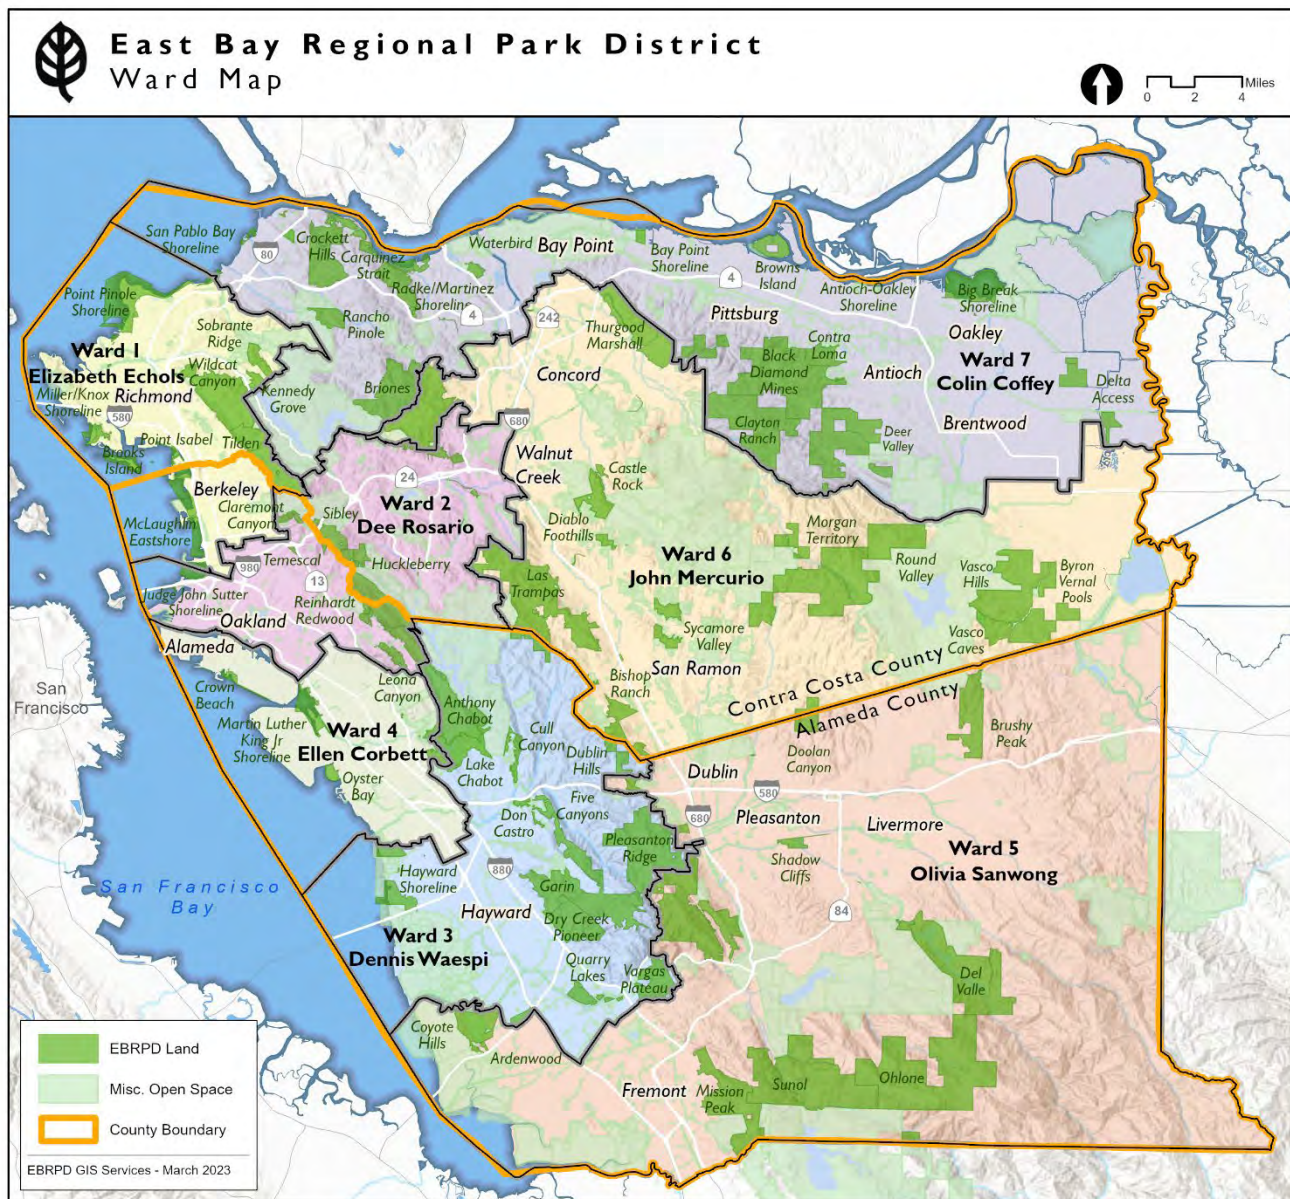 East Bay Regional Park District
Ward Map
Miles
0 2 4
San Pablo Bay
Shoreline
80
Crockett
Hills
Carquinez
Strait
Waterbird
Bay Point
Bay Point
Shoreline
4
Browns
Island
Antioch-Oakley
Shoreline
Big Break
Shoreline
Point Pinole
Shoreline
Radke/Martinez
Shoreline
4
242
Rancho
Pinole
Thurgood
Marshall
Pittsburg
Oakley
Sobrante
Ridge
Ward 1
Elizabeth Echols
Wildcat
Canyon
Miller/Knox
Shoreline
Richmond
580
Kennedy
Grove
Briones
Concord
Black
Diamond
Mines
Contra
Loma
Antioch
Ward 7
Colin Coffey
Delta
Access
680
Clayton
Ranch
Deer
Valley
Brentwood
Point Isabel
Tilden
Brooks
Island
Walnut
Creek
Castle
Rock
24
Berkeley
Claremont
Canyon
Sibley
Ward 2
Dee Rosario
McLaughlin
Eastshore
Diablo
Foothills
Morgan
Territory
980
Temescal
13
Huckleberry
Ward 6
John Mercurio
Round
Valley
Vasco
Hills
Byron
Vernal
Pools
Las
Trampas
Judge John Sutter
Shoreline
Reinhardt
Redwood
Oakland
Sycamore
Valley
Vasco
Caves
Alameda
San Ramon
Contra Costa County
Alameda County
San
Francisco
Crown
Beach
Leona
Canyon
Bishop
Ranch
Anthony
Chabot
Martin Luther
King Jr
Shoreline
Ward 4
Ellen Corbett
Cull
Canyon
Brushy
Peak
Lake
Chabot
Dublin
Hills
Doolan
Canyon
Oyster
Bay
Dublin
580
Don
Castro
Five
Canyons
680
Pleasanton
Livermore
Pleasanton
Ridge
Ward 5
Olivia Sanwong
Shadow
Cliffs
Hayward
Shoreline
880
Garin
San Francisco
Bay
Hayward
Dry Creek
Pioneer
84
Ward 3
Dennis Waespi
Quarry
Lakes
Vargas
Plateau
Del
Valle
Coyote
Hills
Ardenwood
Fremont
Mission
Peak
Sunol
Ohlone
EBRPD Land
Misc. Open Space
County Boundary
EBRPD GIS Services - March 2023